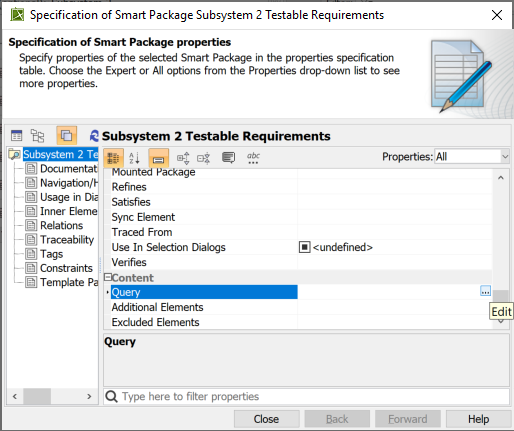 Specification of Smart Package Subsystem 2 Testable Requirements
Specification of Smart Package properties
Specify properties of the selected Smart Package in the properties specification
table. Choose the Expert or All options from the Properties drop-down list to see
more properties.
Subsystem 2 Testable Requirements
Subsystem 2 Te
Documentat
Navigation/H
Usage in Dia
Inner Eleme
Relations
Traceability
Tags
Constraints
Template Pa
Properties: All
Mounted Package
Refines
Satisfies
Sync Element
Traced From
Use In Selection Dialogs <undefined>
Verifies
Content
Query ...
Edit
Additional Elements
Excluded Elements
Query
Type here to filter properties
Close Back Forward Help